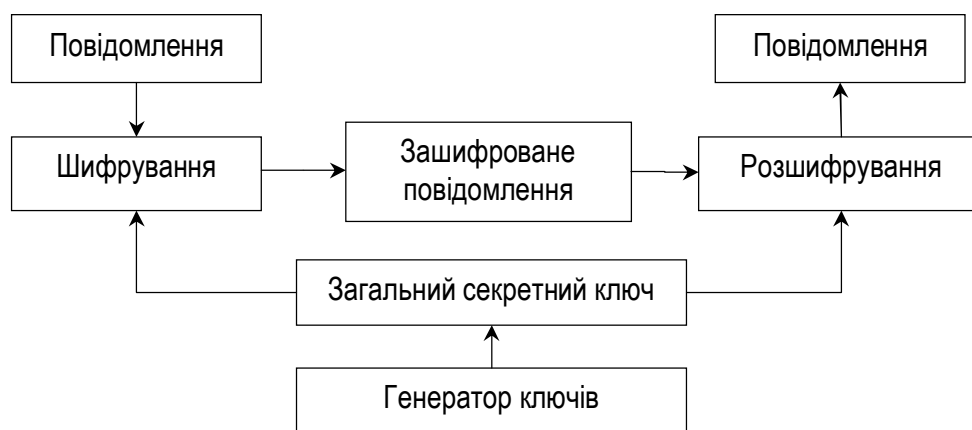 Повідомлення
Повідомлення
Шифрування
Зашифроване
повідомлення
Розшифрування
Загальний секретний ключ
Генератор ключів